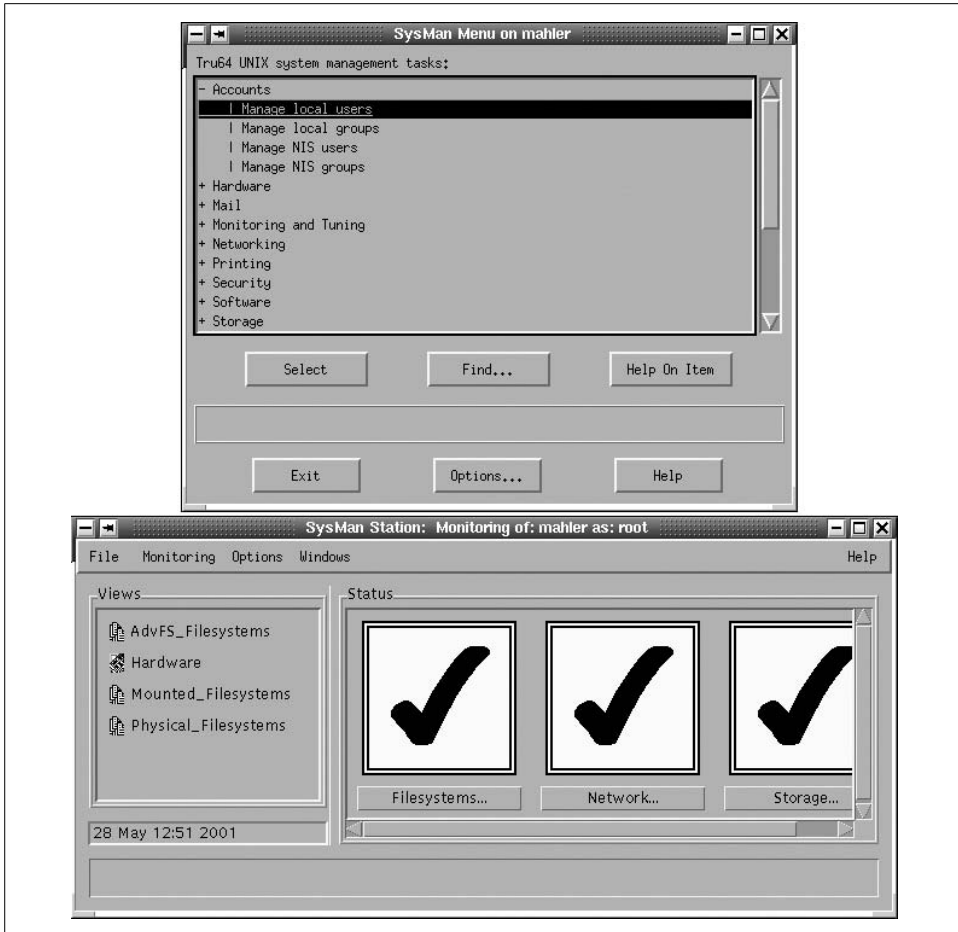 SysMan Menu on mahler
Tru64 UNIX system management tasks:
- Accounts
| Manage local users
| Manage local groups
| Manage NIS users
| Manage NIS groups
+ Hardware
+ Mail
+ Monitoring and Tuning
+ Networking
+ Printing
+ Security
+ Software
+ Storage
Select Find... Help On Item
Exit Options... Help
SysMan Station: Monitoring of: mahler as: root
File Monitoring Options Windows Help
Views
AdvFS_Filesystems
Hardware
Mounted_Filesystems
Physical_Filesystems
28 May 12:51 2001
Status
Filesystems... Network... Storage...